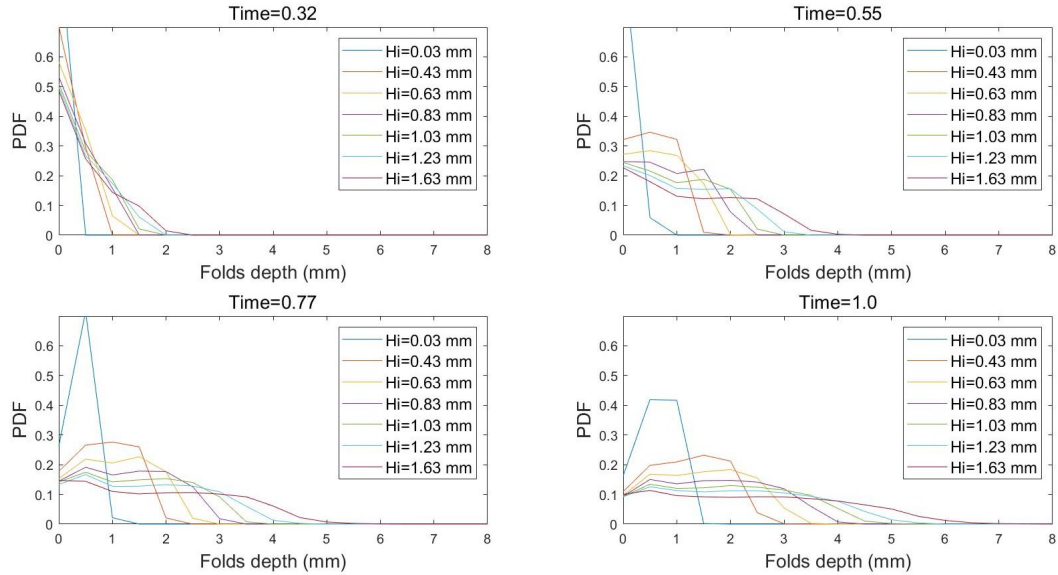 Time=0.32
PDF
0.6
0.5
0.4
0.3
0.2
0.1
0
Hi=0.03 mm
Hi=0.43 mm
Hi=0.63 mm
Hi=0.83 mm
Hi=1.03 mm
Hi=1.23 mm
Hi=1.63 mm
0 1 2 3 4 5 6 7 8
Folds depth (mm)
Time=0.55
PDF
0.6
0.5
0.4
0.3
0.2
0.1
0
Hi=0.03 mm
Hi=0.43 mm
Hi=0.63 mm
Hi=0.83 mm
Hi=1.03 mm
Hi=1.23 mm
Hi=1.63 mm
0 1 2 3 4 5 6 7 8
Folds depth (mm)
Time=0.77
PDF
0.6
0.5
0.4
0.3
0.2
0.1
0
Hi=0.03 mm
Hi=0.43 mm
Hi=0.63 mm
Hi=0.83 mm
Hi=1.03 mm
Hi=1.23 mm
Hi=1.63 mm
0 1 2 3 4 5 6 7 8
Folds depth (mm)
Time=1.0
PDF
0.6
0.5
0.4
0.3
0.2
0.1
0
Hi=0.03 mm
Hi=0.43 mm
Hi=0.63 mm
Hi=0.83 mm
Hi=1.03 mm
Hi=1.23 mm
Hi=1.63 mm
0 1 2 3 4 5 6 7 8
Folds depth (mm)